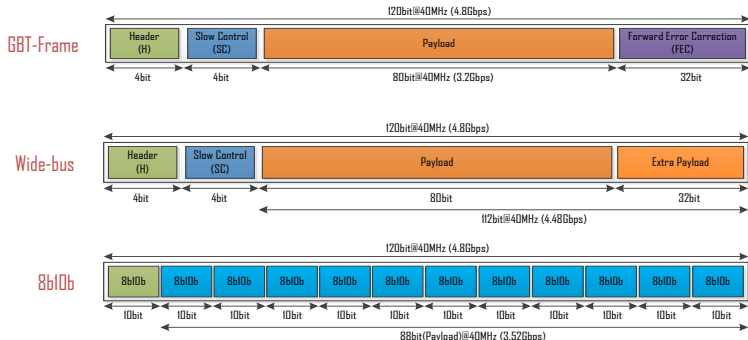 120bit@40MHz (4.8Gbps)
GBT-Frame
Header (H)
Slow Control (SC)
Payload
Forward Error Correction (FEC)
4bit 4bit 80bit@40MHz (3.2Gbps) 32bit
120bit@40MHz (4.8Gbps)
Wide-bus
Header (H)
Slow Control (SC)
Payload
Extra Payload
4bit 4bit 80bit 32bit
112bit@40MHz (4.48Gbps)
120bit@40MHz (4.8Gbps)
8b10b
8b10b 8b10b 8b10b 8b10b 8b10b 8b10b 8b10b 8b10b 8b10b 8b10b 8b10b 8b10b
10bit 10bit 10bit 10bit 10bit 10bit 10bit 10bit 10bit 10bit 10bit 10bit
88bit(Payload)@40MHz (3.52Gbps)